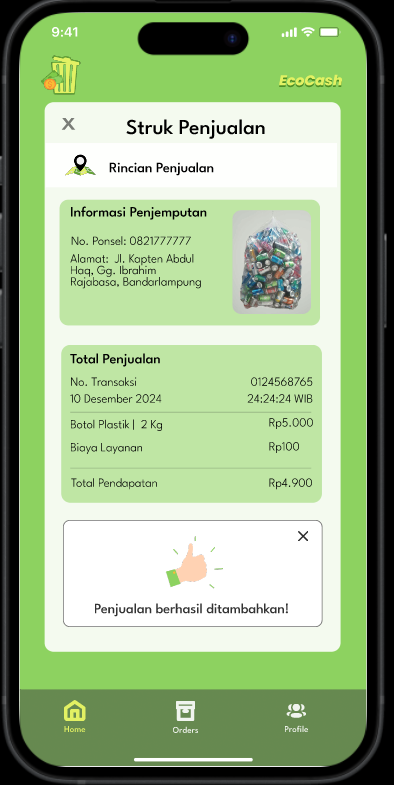 9:41
EcoCash
X Struk Penjualan
Rincian Penjualan
Informasi Penjemputan
No. Ponsel: 0821777777
Alamat: Jl. Kapten Abdul
Haq, Gg. Ibrahim
Rajabasa, Bandarlampung
Total Penjualan
No. Transaksi 0124568765
10 Desember 2024 24:24:24 WIB
Botol Plastik | 2 Kg Rp5.000
Biaya Layanan Rp100
Total Pendapatan Rp4.900
Penjualan berhasil ditambahkan!
Home Orders Profile